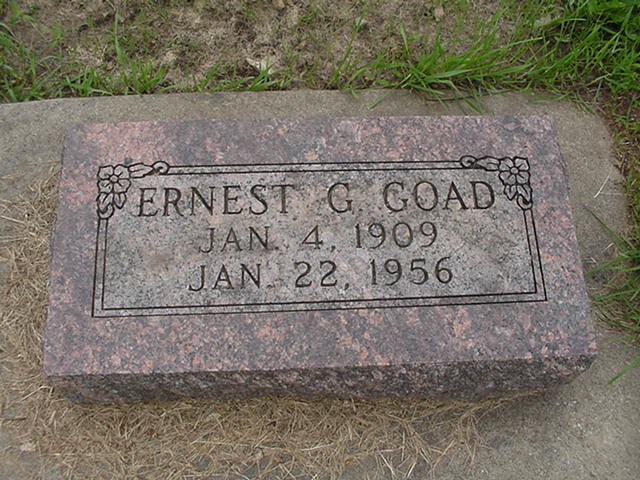 ERNEST G. GOAD
JAN. 4, 1909
JAN. 22, 1956